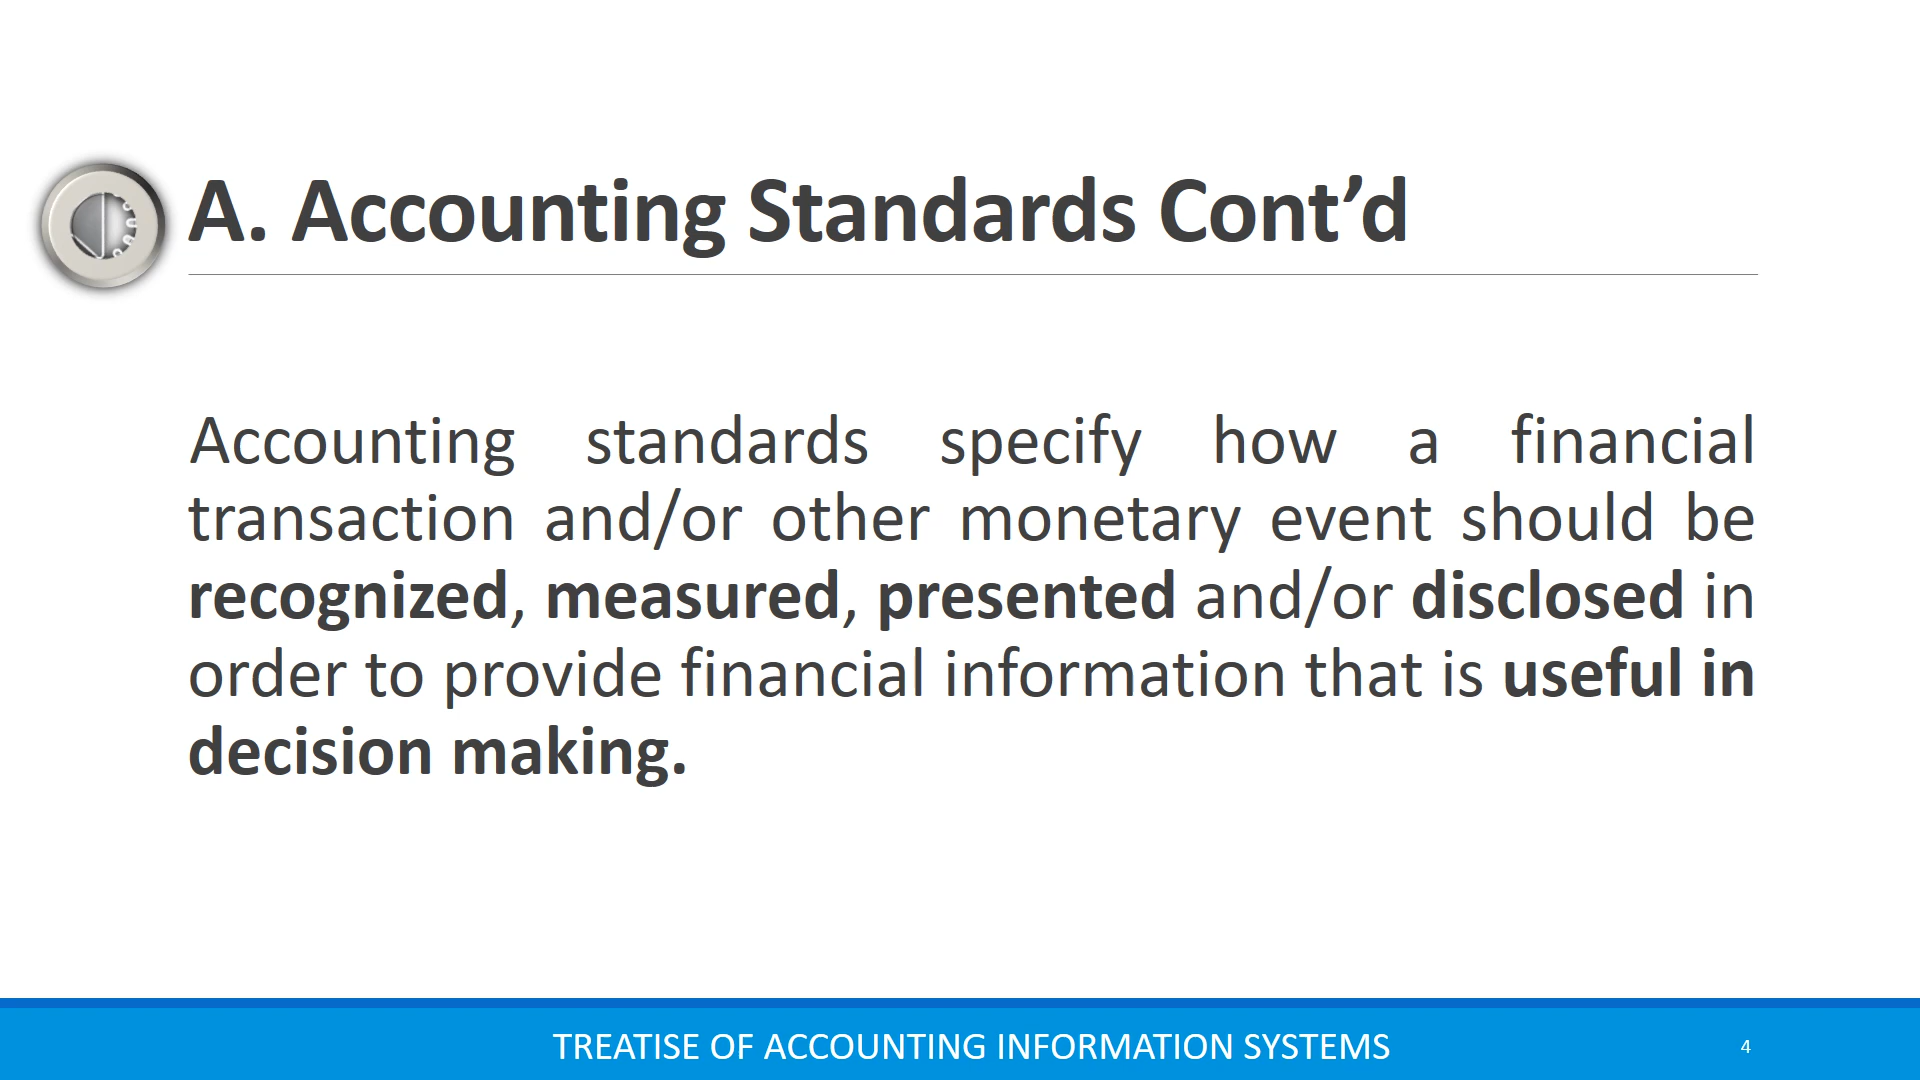 A. Accounting Standards Cont’d
Accounting standards specify how a financial
transaction and/or other monetary event should be
recognized, measured, presented and/or disclosed in
order to provide financial information that is useful in
decision making.
TREATISE OF ACCOUNTING INFORMATION SYSTEMS
4